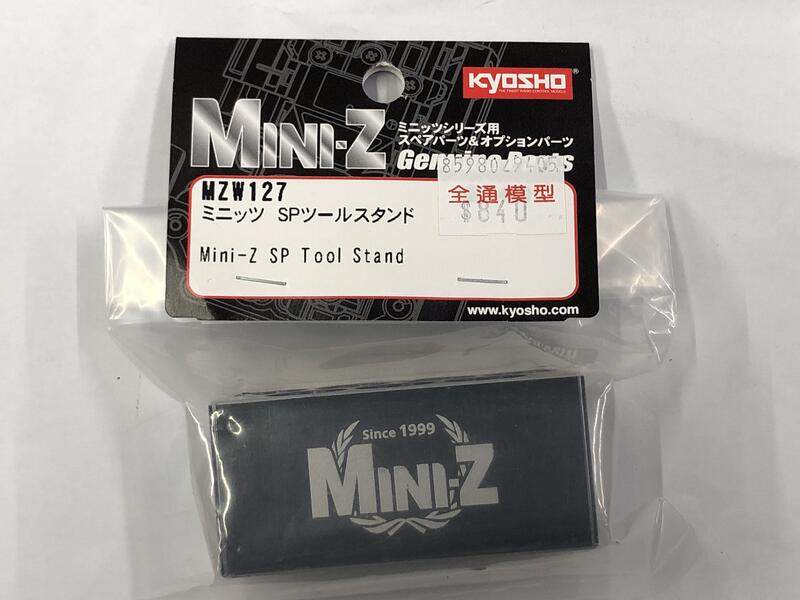 KYOSHO
THE FINEST RADIO CONTROL MODELS
MINI-Z
ミニッツシリーズ用
スペアパーツ&オプションパーツ
Genuine Parts
全通模型
$840
MZW127
ミニッツ SPツールスタンド
Mini-Z SP Tool Stand
www.kyosho.com
Since 1999
MINI-Z